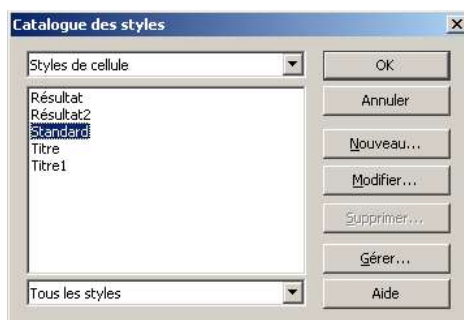 Catalogue des styles
Styles de cellule
Résultat
Résultat2
Standard
Titre
Titre1
Tous les styles
OK
Annuler
Nouveau...
Modifier...
Supprimer...
Gérer...
Aide